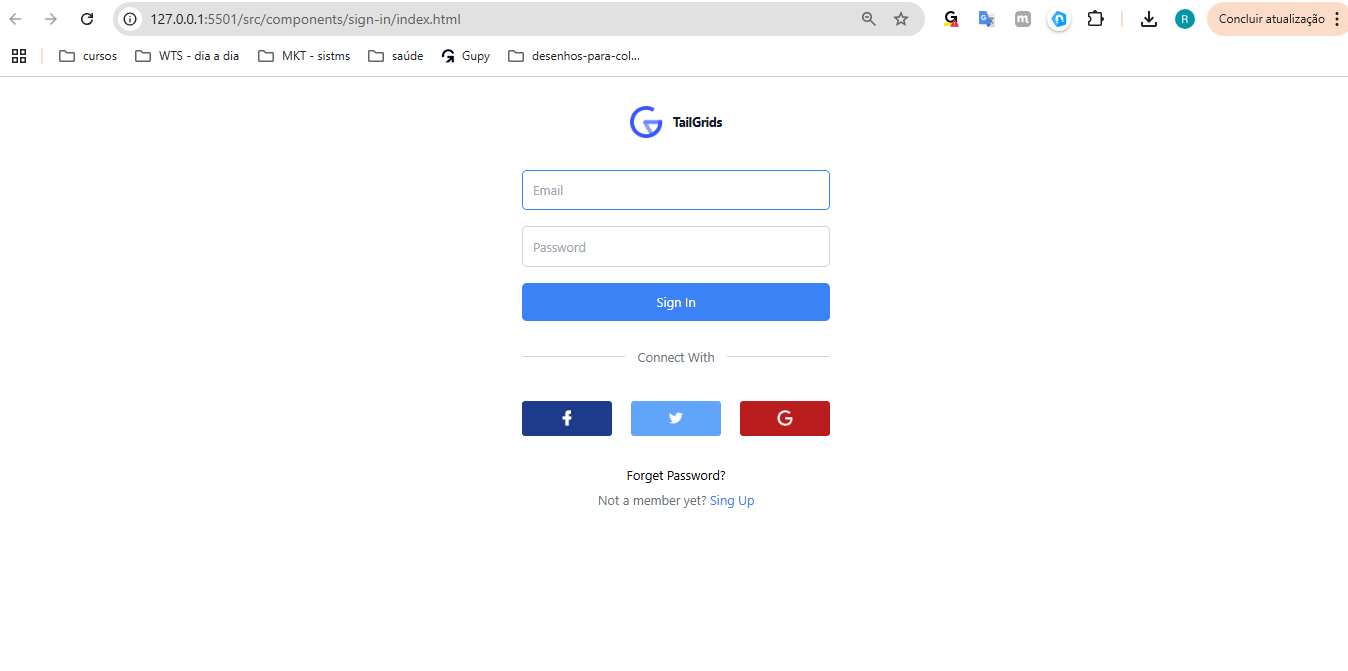 127.0.0.1:5501/src/components/sign-in/index.html
Concluir atualização
cursos
WTS - dia a dia
MKT - sistms
saúde
Gupy
desenhos-para-col...
TailGrids
Email
Password
Sign In
Connect With
Forget Password?
Not a member yet? Sing Up